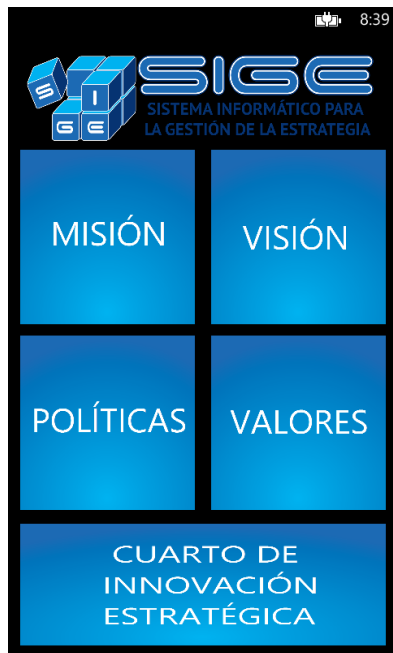 8:39
S
I
G E
SIGE
SISTEMA INFORMÁTICO PARA
LA GESTIÓN DE LA ESTRATEGIA
MISIÓN
VISIÓN
POLÍTICAS
VALORES
CUARTO DE
INNOVACIÓN
ESTRATÉGICA